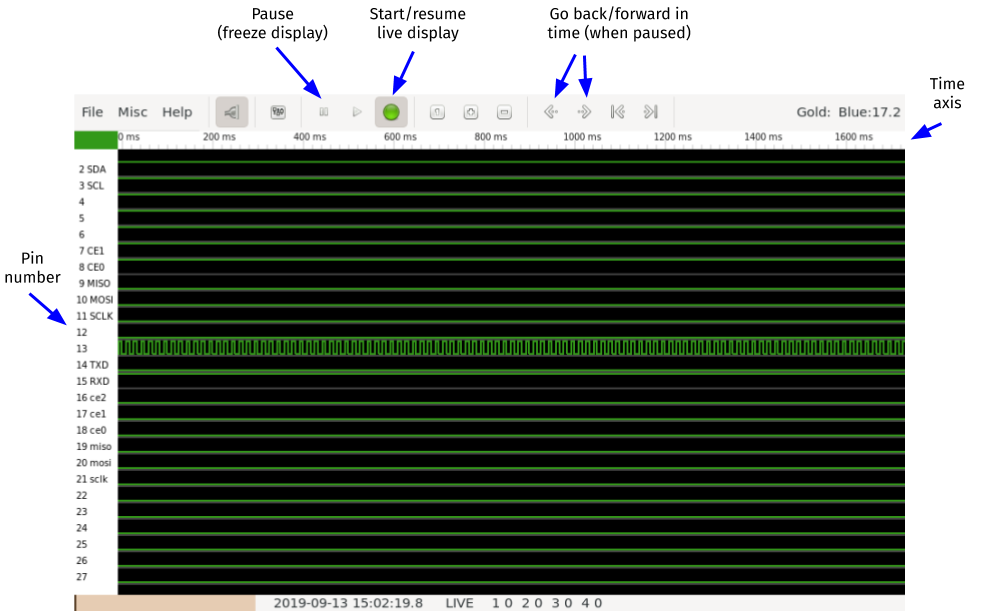 Pause
(freeze display)
Start/resume
live display
Go back/forward in
time (when paused)
Time
axis
File Misc Help
Gold: Blue:17.2
0 ms 200 ms 400 ms 600 ms 800 ms 1000 ms 1200 ms 1400 ms 1600 ms
Pin
number
2 SDA
3 SCL
4
5
6
7 CE1
8 CE0
9 MISO
10 MOSI
11 SCLK
12
13
14 TXD
15 RXD
16 ce2
17 ce1
18 ce0
19 miso
20 mosi
21 sclk
22
23
24
25
26
27
2019-09-13 15:02:19.8 LIVE 1 0 2 0 3 0 4 0